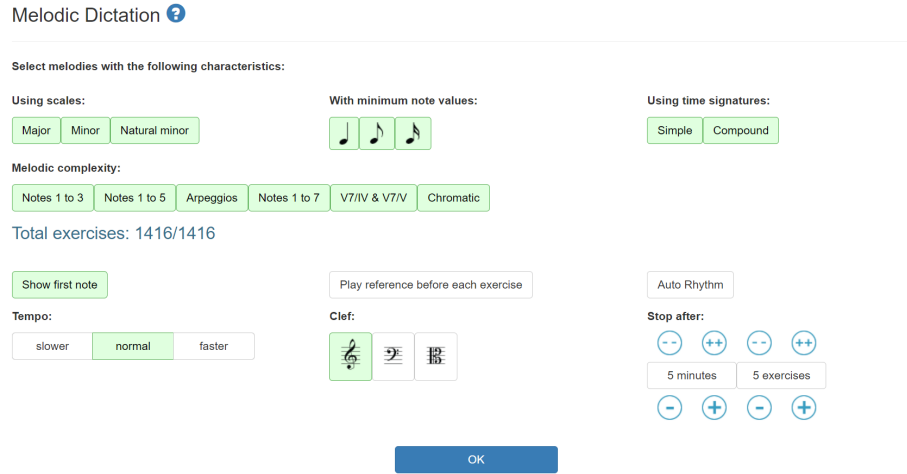 Melodic Dictation ?
Select melodies with the following characteristics:
Using scales: With minimum note values: Using time signatures:
Major Minor Natural minor Simple Compound
Melodic complexity:
Notes 1 to 3 Notes 1 to 5 Arpeggios Notes 1 to 7 V7/IV & V7/V Chromatic
Total exercises: 1416/1416
Show first note Play reference before each exercise Auto Rhythm
Tempo: Clef: Stop after:
slower normal faster
-- ++ -- ++
5 minutes 5 exercises
- + - +
OK